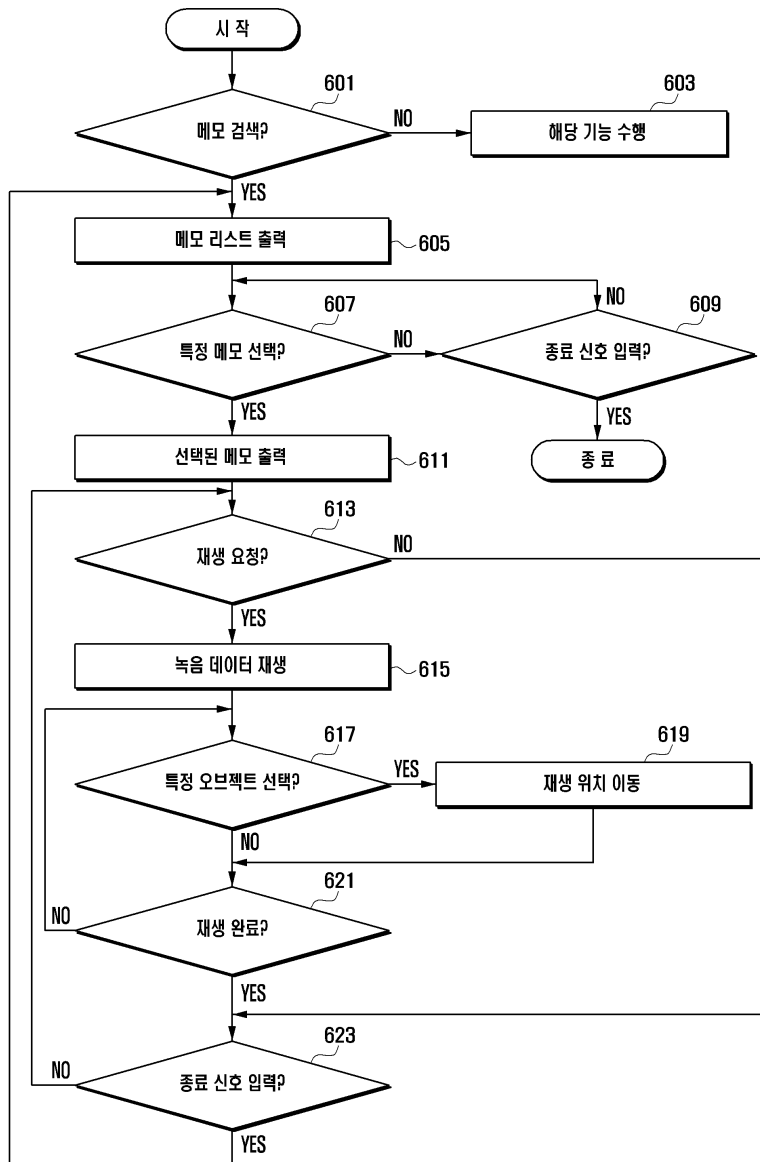 시 작
601
메모 검색?
NO
603
해당 기능 수행
YES
메모 리스트 출력
605
607
특정 메모 선택?
NO
NO
609
종료 신호 입력?
YES
YES
선택된 메모 출력
611
종 료
613
재생 요청?
NO
YES
녹음 데이터 재생
615
617
특정 오브젝트 선택?
YES
619
재생 위치 이동
NO
621
재생 완료?
NO
YES
623
종료 신호 입력?
NO
YES